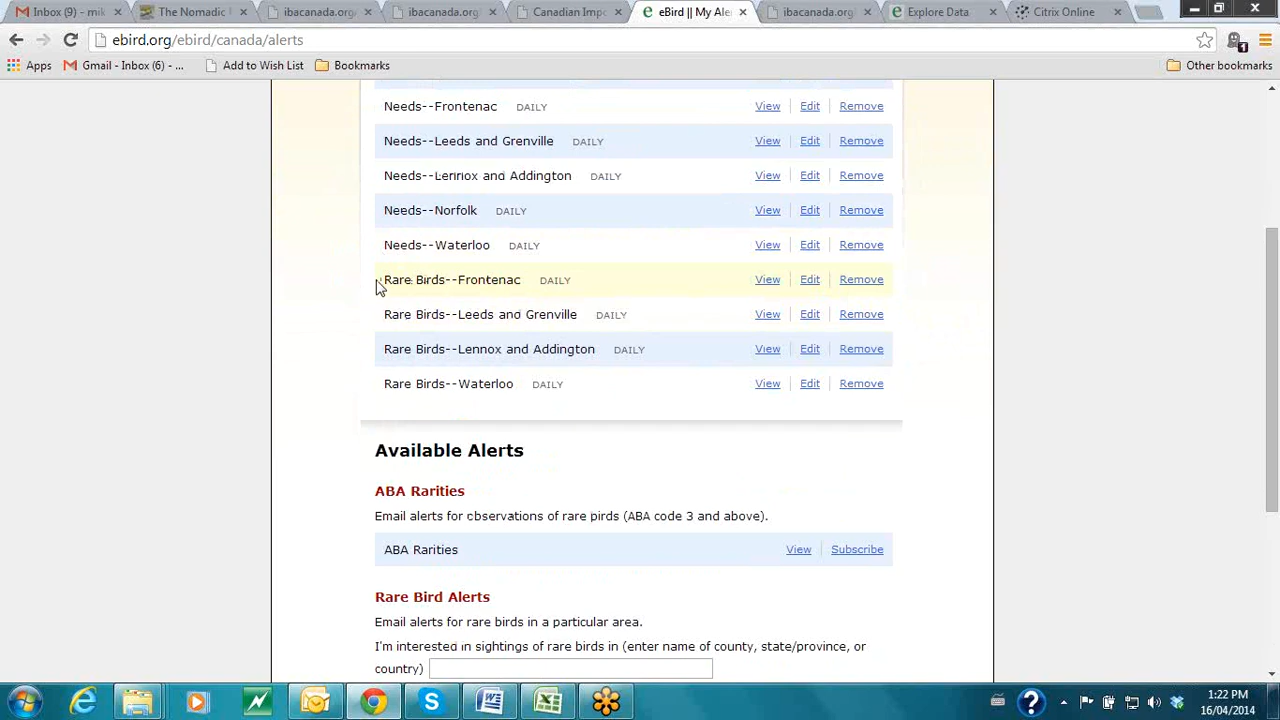 Inbox (9) - mik
The Nomadic
ibacanada.org
ibacanada.org
Canadian Imp
eBird || My Ale
ibacanada.org
Explore Data
Citrix Online
ebird.org/ebird/canada/alerts
1
Apps Gmail - Inbox (6) - ... Add to Wish List Bookmarks Other bookmarks
Needs--Frontenac DAILY View Edit Remove
Needs--Leeds and Grenville DAILY View Edit Remove
Needs--Lennox and Addington DAILY View Edit Remove
Needs--Norfolk DAILY View Edit Remove
Needs--Waterloo DAILY View Edit Remove
Rare Birds--Frontenac DAILY View Edit Remove
Rare Birds--Leeds and Grenville DAILY View Edit Remove
Rare Birds--Lennox and Addington DAILY View Edit Remove
Rare Birds--Waterloo DAILY View Edit Remove
Available Alerts
ABA Rarities
Email alerts for observations of rare birds (ABA code 3 and above).
ABA Rarities View Subscribe
Rare Bird Alerts
Email alerts for rare birds in a particular area.
I'm interested in sightings of rare birds in (enter name of county, state/province, or
country)
1:22 PM
16/04/2014